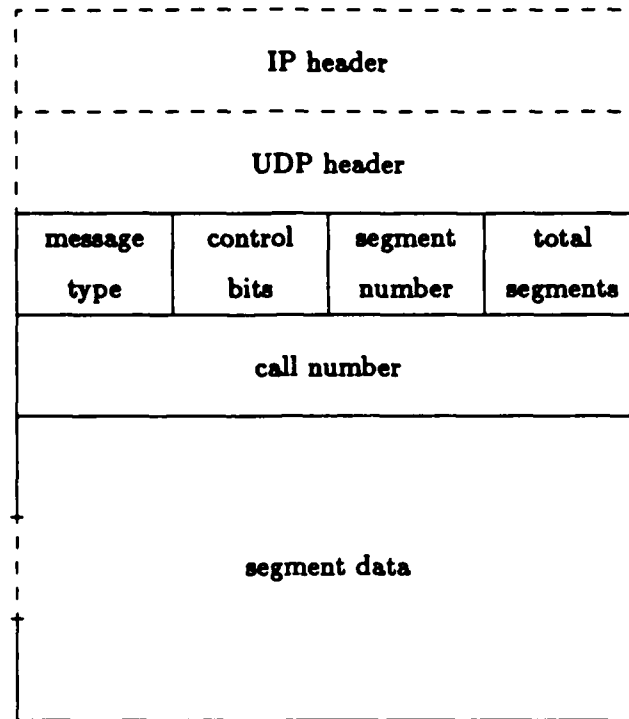 IP header
UDP header
message type
control bits
segment number
total segments
call number
segment data